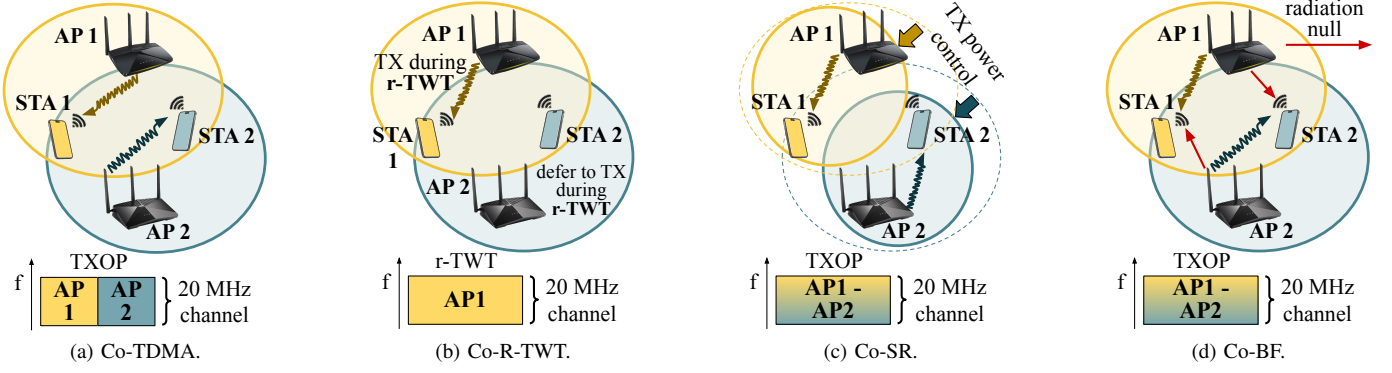 AP 1
STA 1
STA 2
AP 2
TXOP
f
AP
1
AP
2
20 MHz
channel
(a) Co-TDMA.
AP 1
TX during
r-TWT
STA
1
STA 2
AP 2
defer to TX
during
r-TWT
r-TWT
f
AP1
20 MHz
channel
(b) Co-R-TWT.
AP 1
TX power
control
STA 1
STA 2
AP 2
TXOP
f
AP1 -
AP2
20 MHz
channel
(c) Co-SR.
AP 1
radiation
null
STA 1
STA 2
AP 2
TXOP
f
AP1 -
AP2
20 MHz
channel
(d) Co-BF.